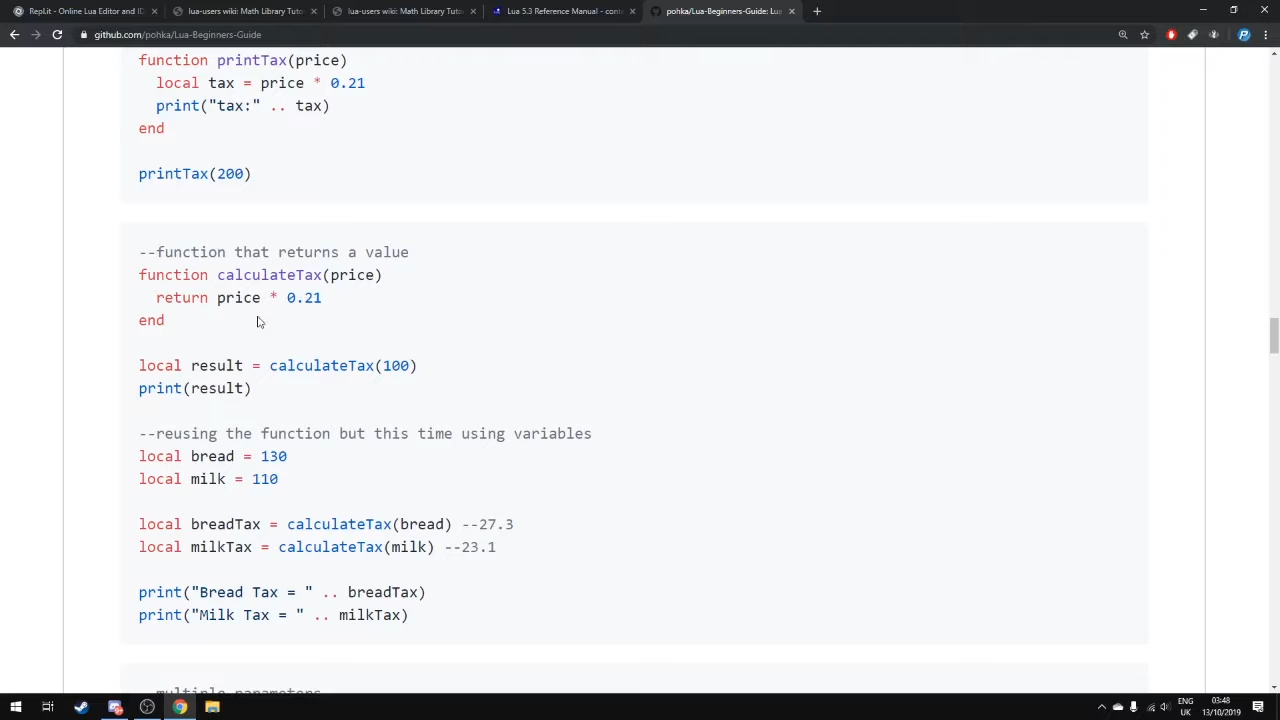 RepLit - Online Lua Editor and ID
lua-users wiki: Math Library Tuto
lua-users wiki: Math Library Tuto
Lua 5.3 Reference Manual - cont
pohka/Lua-Beginners-Guide: Lua
github.com/pohka/Lua-Beginners-Guide
function printTax(price)
local tax = price * 0.21
print("tax:" .. tax)
end
printTax(200)
--function that returns a value
function calculateTax(price)
return price * 0.21
end
local result = calculateTax(100)
print(result)
--reusing the function but this time using variables
local bread = 130
local milk = 110
local breadTax = calculateTax(bread) --27.3
local milkTax = calculateTax(milk) --23.1
print("Bread Tax = " .. breadTax)
print("Milk Tax = " .. milkTax)
multiple parameters
ENG
UK
03:48
13/10/2019